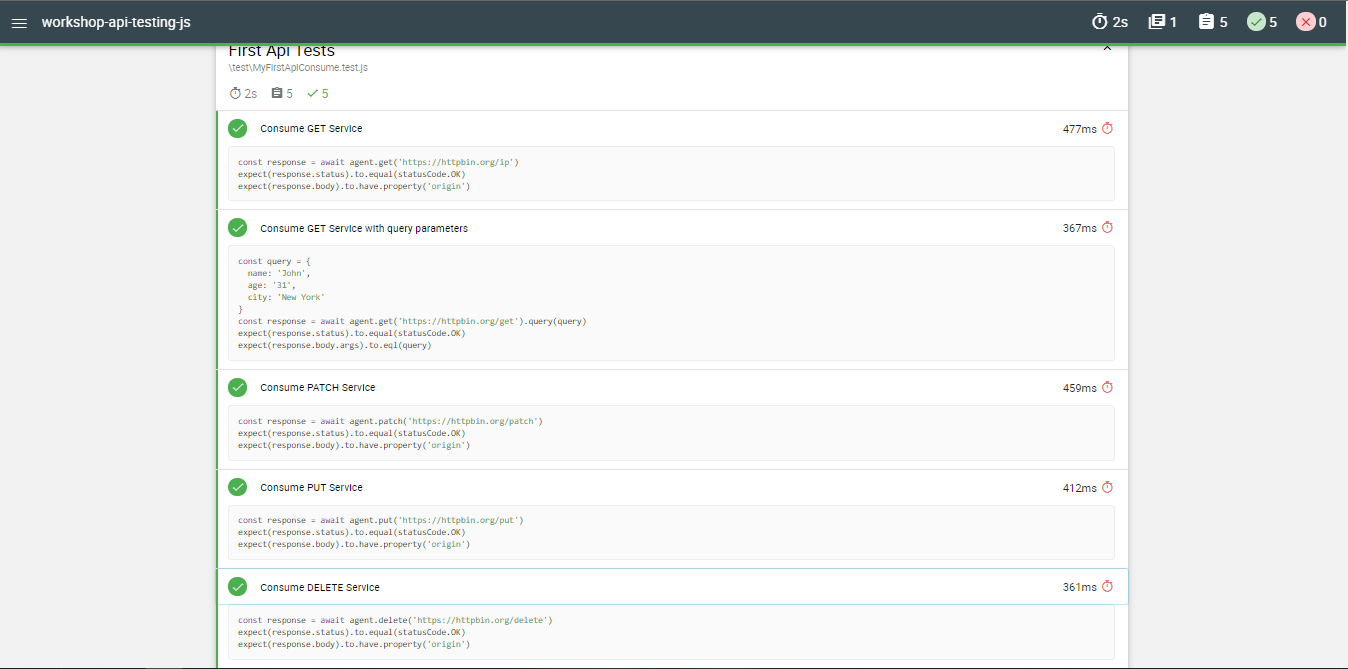 workshop-api-testing-js
2s 1 5 5 0
First Api Tests
\test\MyFirstApiConsume.test.js
2s 5 5
Consume GET Service 477ms
const response = await agent.get('https://httpbin.org/ip')
expect(response.status).to.equal(statusCode.OK)
expect(response.body).to.have.property('origin')
Consume GET Service with query parameters 367ms
const query = {
name: 'John',
age: '31',
city: 'New York'
}
const response = await agent.get('https://httpbin.org/get').query(query)
expect(response.status).to.equal(statusCode.OK)
expect(response.body.args).to.eql(query)
Consume PATCH Service 459ms
const response = await agent.patch('https://httpbin.org/patch')
expect(response.status).to.equal(statusCode.OK)
expect(response.body).to.have.property('origin')
Consume PUT Service 412ms
const response = await agent.put('https://httpbin.org/put')
expect(response.status).to.equal(statusCode.OK)
expect(response.body).to.have.property('origin')
Consume DELETE Service 361ms
const response = await agent.delete('https://httpbin.org/delete')
expect(response.status).to.equal(statusCode.OK)
expect(response.body).to.have.property('origin')